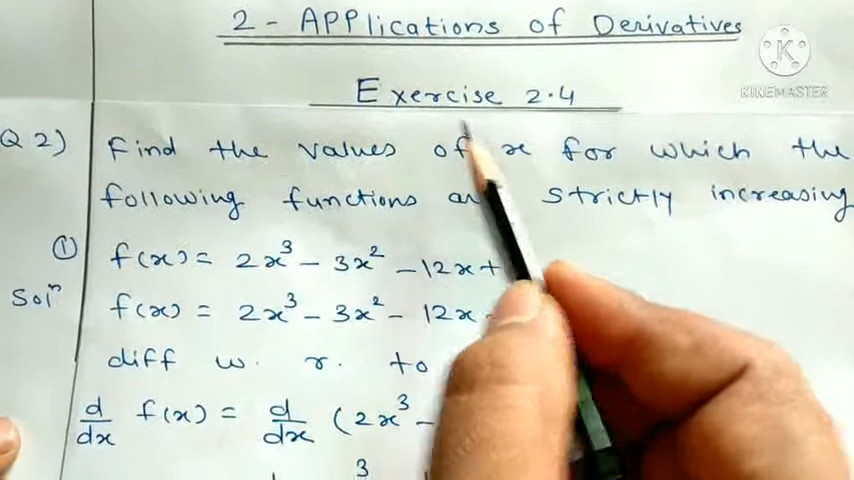 2 - APPlications of Derivatives
KINEMASTER
Exercise 2.4
Q 2) Find the values of x for which the
following functions strictly increasing
① f(x) = 2x³ - 3x² - 12x +
Solⁿ f(x) = 2x³ - 3x² - 12x
diff w. r. to
d/dx f(x) = d/dx (2x³ -